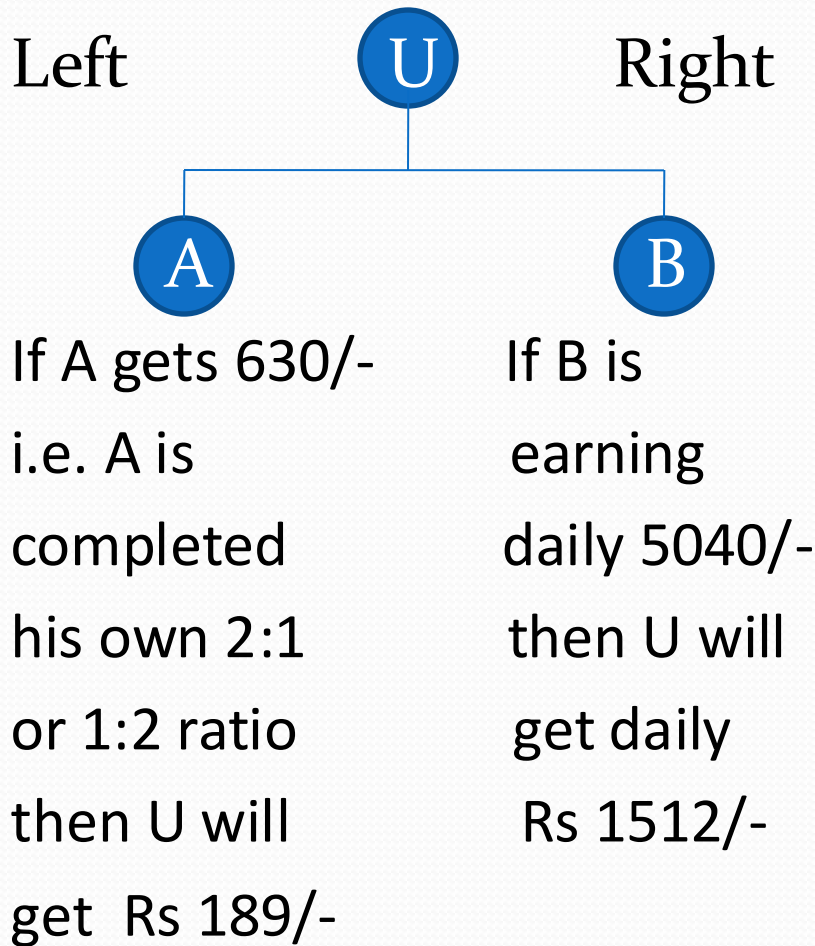 Left U Right
A B
If A gets 630/-
i.e. A is
completed
his own 2:1
or 1:2 ratio
then U will
get Rs 189/-
If B is
earning
daily 5040/-
then U will
get daily
Rs 1512/-